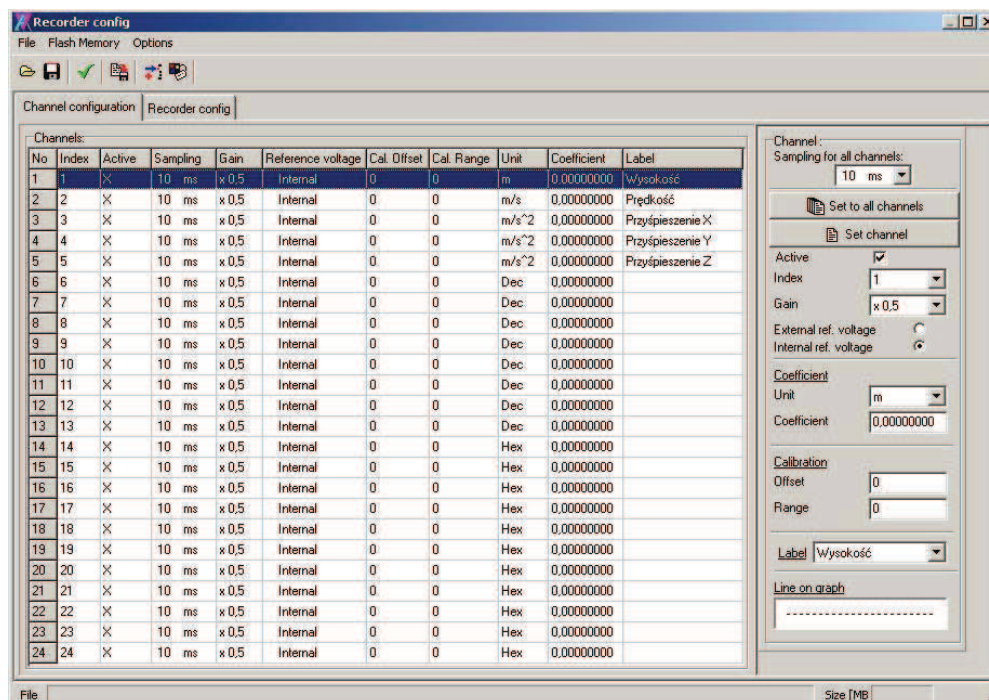 Recorder config
File Flash Memory Options
Channel configuration Recorder config
Channels:
No Index Active Sampling Gain Reference voltage Cal. Offset Cal. Range Unit Coefficient Label
1 1 X 10 ms x 0,5 Internal 0 0 m 0,00000000 Wysokość
2 2 X 10 ms x 0,5 Internal 0 0 m/s 0,00000000 Prędkość
3 3 X 10 ms x 0,5 Internal 0 0 m/s^2 0,00000000 Przyśpieszenie X
4 4 X 10 ms x 0,5 Internal 0 0 m/s^2 0,00000000 Przyśpieszenie Y
5 5 X 10 ms x 0,5 Internal 0 0 m/s^2 0,00000000 Przyśpieszenie Z
6 6 X 10 ms x 0,5 Internal 0 0 Dec 0,00000000
7 7 X 10 ms x 0,5 Internal 0 0 Dec 0,00000000
8 8 X 10 ms x 0,5 Internal 0 0 Dec 0,00000000
9 9 X 10 ms x 0,5 Internal 0 0 Dec 0,00000000
10 10 X 10 ms x 0,5 Internal 0 0 Dec 0,00000000
11 11 X 10 ms x 0,5 Internal 0 0 Dec 0,00000000
12 12 X 10 ms x 0,5 Internal 0 0 Dec 0,00000000
13 13 X 10 ms x 0,5 Internal 0 0 Dec 0,00000000
14 14 X 10 ms x 0,5 Internal 0 0 Hex 0,00000000
15 15 X 10 ms x 0,5 Internal 0 0 Hex 0,00000000
16 16 X 10 ms x 0,5 Internal 0 0 Hex 0,00000000
17 17 X 10 ms x 0,5 Internal 0 0 Hex 0,00000000
18 18 X 10 ms x 0,5 Internal 0 0 Hex 0,00000000
19 19 X 10 ms x 0,5 Internal 0 0 Hex 0,00000000
20 20 X 10 ms x 0,5 Internal 0 0 Hex 0,00000000
21 21 X 10 ms x 0,5 Internal 0 0 Hex 0,00000000
22 22 X 10 ms x 0,5 Internal 0 0 Hex 0,00000000
23 23 X 10 ms x 0,5 Internal 0 0 Hex 0,00000000
24 24 X 10 ms x 0,5 Internal 0 0 Hex 0,00000000
Channel :
Sampling for all channels:
10 ms
Set to all channels
Set channel
Active
Index 1
Gain x 0,5
External ref. voltage
Internal ref. voltage
Coefficient
Unit m
Coefficient 0,00000000
Calibration
Offset 0
Range 0
Label Wysokość
Line on graph
File Size [MB